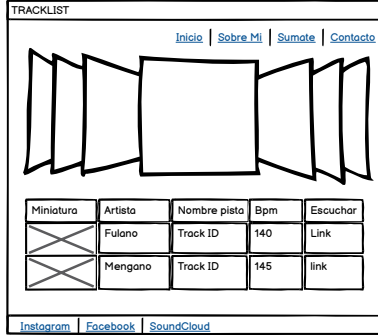 TRACKLIST
Inicio Sobre Mi Sumate Contacto
Miniatura Artista Nombre pista Bpm Escuchar
Fulano Track ID 140 Link
Mengano Track ID 145 link
Instagram Facebook SoundCloud